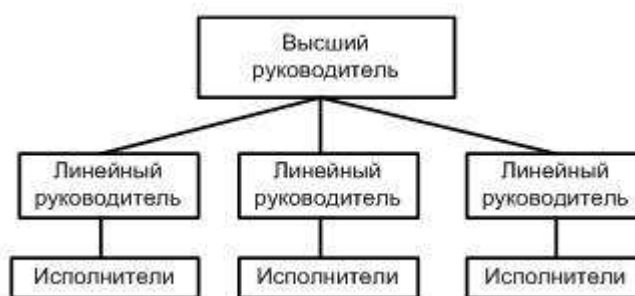 Высший
руководитель
Линейный
руководитель
Линейный
руководитель
Линейный
руководитель
Исполнители
Исполнители
Исполнители